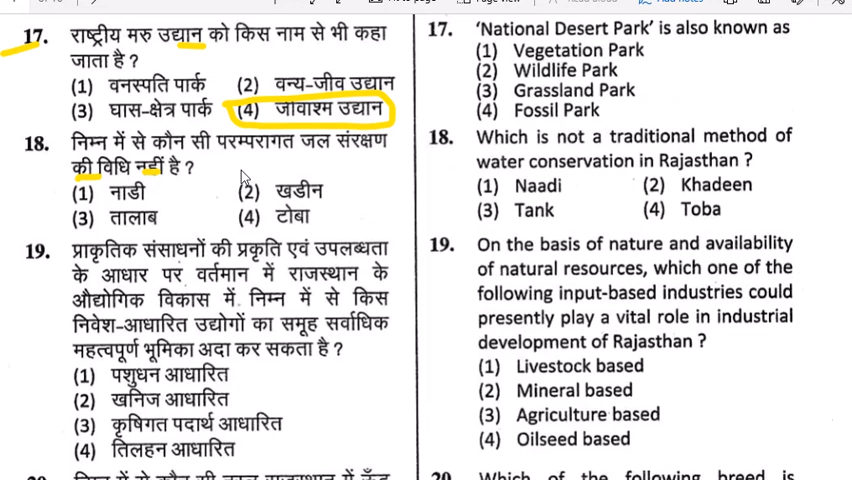 17. राष्ट्रीय मरु उद्यान को किस नाम से भी कहा
जाता है ?
(1) वनस्पति पार्क (2) वन्य-जीव उद्यान
(3) घास-क्षेत्र पार्क (4) जीवाश्म उद्यान
18. निम्न में से कौन सी परम्परागत जल संरक्षण
की विधि नहीं है ?
(1) नाडी (2) खडीन
(3) तालाब (4) टोबा
19. प्राकृतिक संसाधनों की प्रकृति एवं उपलब्धता
के आधार पर वर्तमान में राजस्थान के
औद्योगिक विकास में निम्न में से किस
निवेश-आधारित उद्योगों का समूह सर्वाधिक
महत्वपूर्ण भूमिका अदा कर सकता है ?
(1) पशुधन आधारित
(2) खनिज आधारित
(3) कृषिगत पदार्थ आधारित
(4) तिलहन आधारित
17. 'National Desert Park' is also known as
(1) Vegetation Park
(2) Wildlife Park
(3) Grassland Park
(4) Fossil Park
18. Which is not a traditional method of
water conservation in Rajasthan ?
(1) Naadi (2) Khadeen
(3) Tank (4) Toba
19. On the basis of nature and availability
of natural resources, which one of the
following input-based industries could
presently play a vital role in industrial
development of Rajasthan ?
(1) Livestock based
(2) Mineral based
(3) Agriculture based
(4) Oilseed based
20. Which of the following breed is